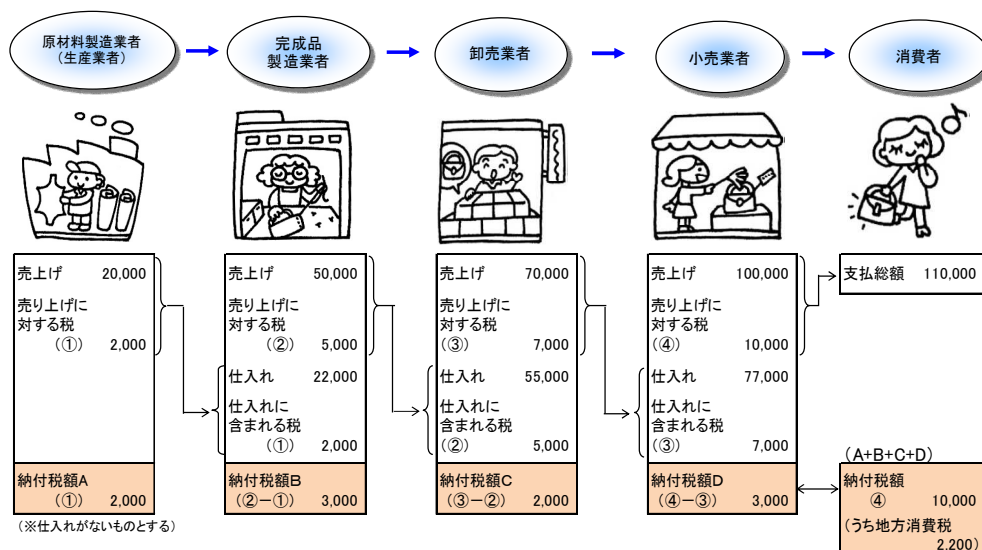 原材料製造業者
(生産業者)
完成品
製造業者
卸売業者
小売業者
消費者
売上げ 20,000
売り上げに
対する税
(①) 2,000
納付税額A
(①) 2,000
(※仕入れがないものとする)
売上げ 50,000
売り上げに
対する税
(②) 5,000
仕入れ 22,000
仕入れに
含まれる税
(①) 2,000
納付税額B
(②－①) 3,000
売上げ 70,000
売り上げに
対する税
(③) 7,000
仕入れ 55,000
仕入れに
含まれる税
(②) 5,000
納付税額C
(③－②) 2,000
売上げ 100,000
売り上げに
対する税
(④) 10,000
仕入れ 77,000
仕入れに
含まれる税
(③) 7,000
納付税額D
(④－③) 3,000
支払総額 110,000
(A+B+C+D)
納付税額
④ 10,000
(うち地方消費税
2,200)